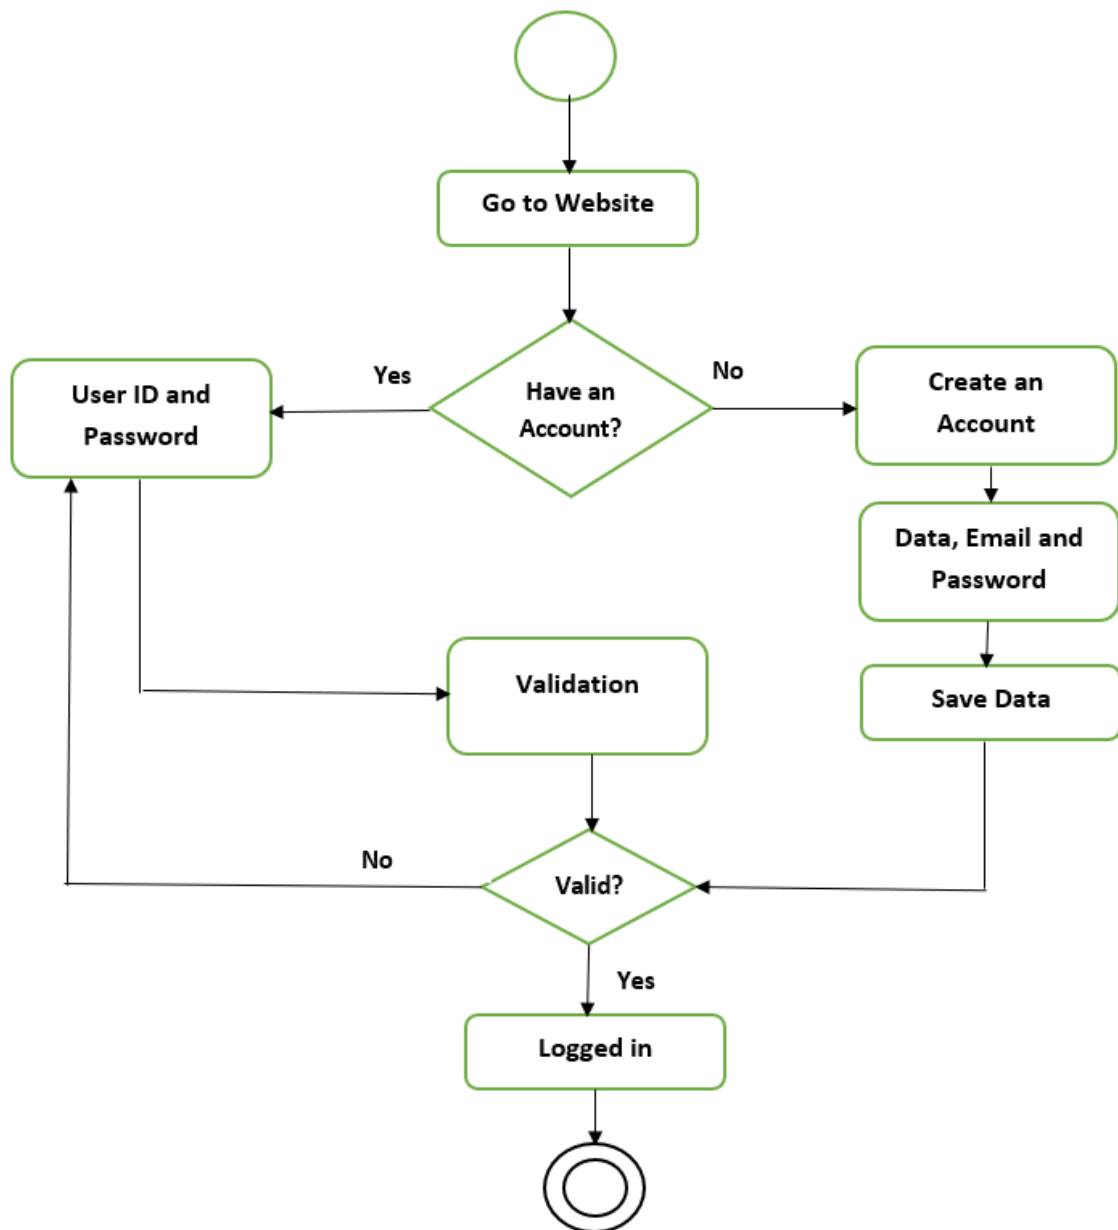 Go to Website
Yes
No
Have an
Account?
User ID and
Password
Create an
Account
Data, Email and
Password
Validation
Save Data
No
Valid?
Yes
Logged in